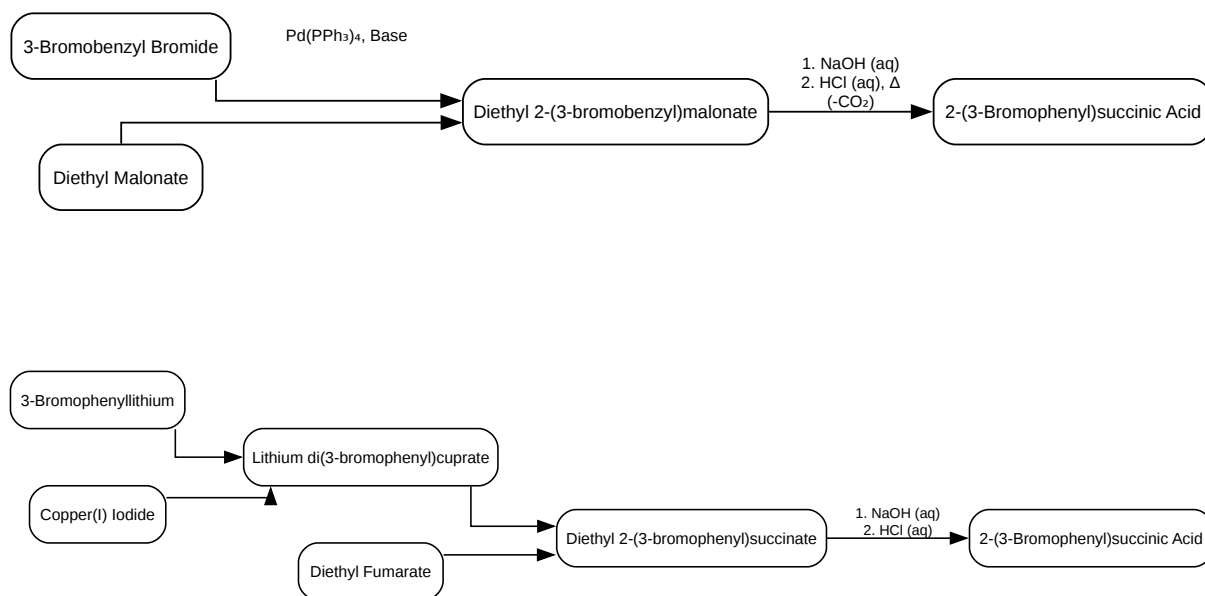 3-Bromobenzyl Bromide
Pd(PPh₃)₄, Base
Diethyl Malonate
Diethyl 2-(3-bromobenzyl)malonate
1. NaOH (aq)
2. HCl (aq), Δ
(-CO₂)
2-(3-Bromophenyl)succinic Acid
3-Bromophenyllithium
Copper(I) Iodide
Lithium di(3-bromophenyl)cuprate
Diethyl Fumarate
Diethyl 2-(3-bromophenyl)succinate
1. NaOH (aq)
2. HCl (aq)
2-(3-Bromophenyl)succinic Acid